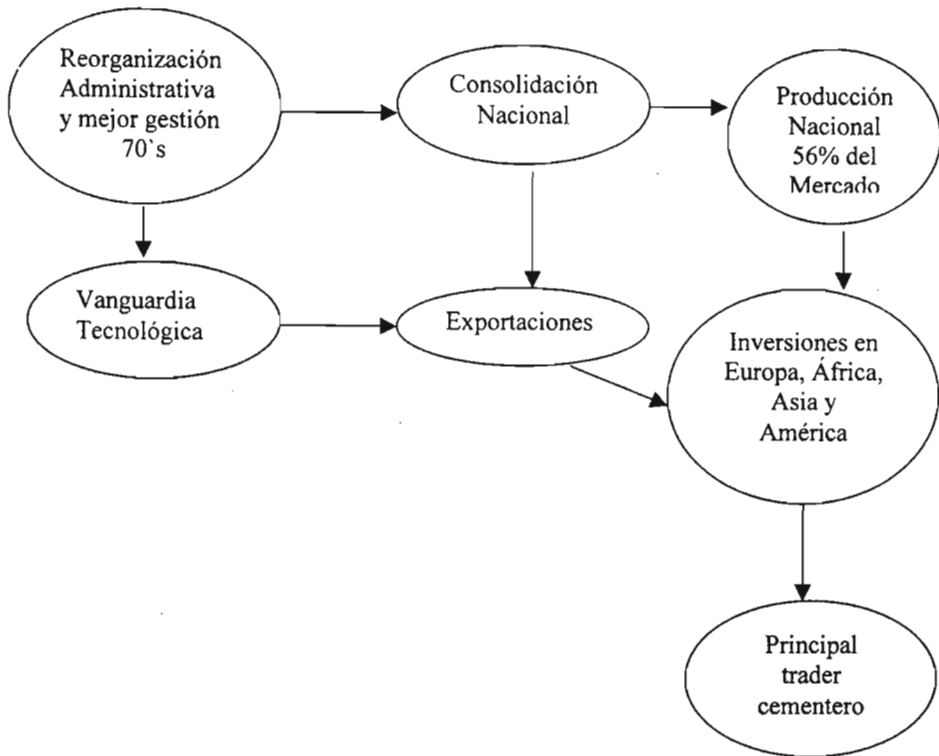 Reorganización
Administrativa
y mejor gestión
70`s
Consolidación
Nacional
Producción
Nacional
56% del
Mercado
Vanguardia
Tecnológica
Exportaciones
Inversiones en
Europa, África,
Asia y
América
Principal
trader
cementero